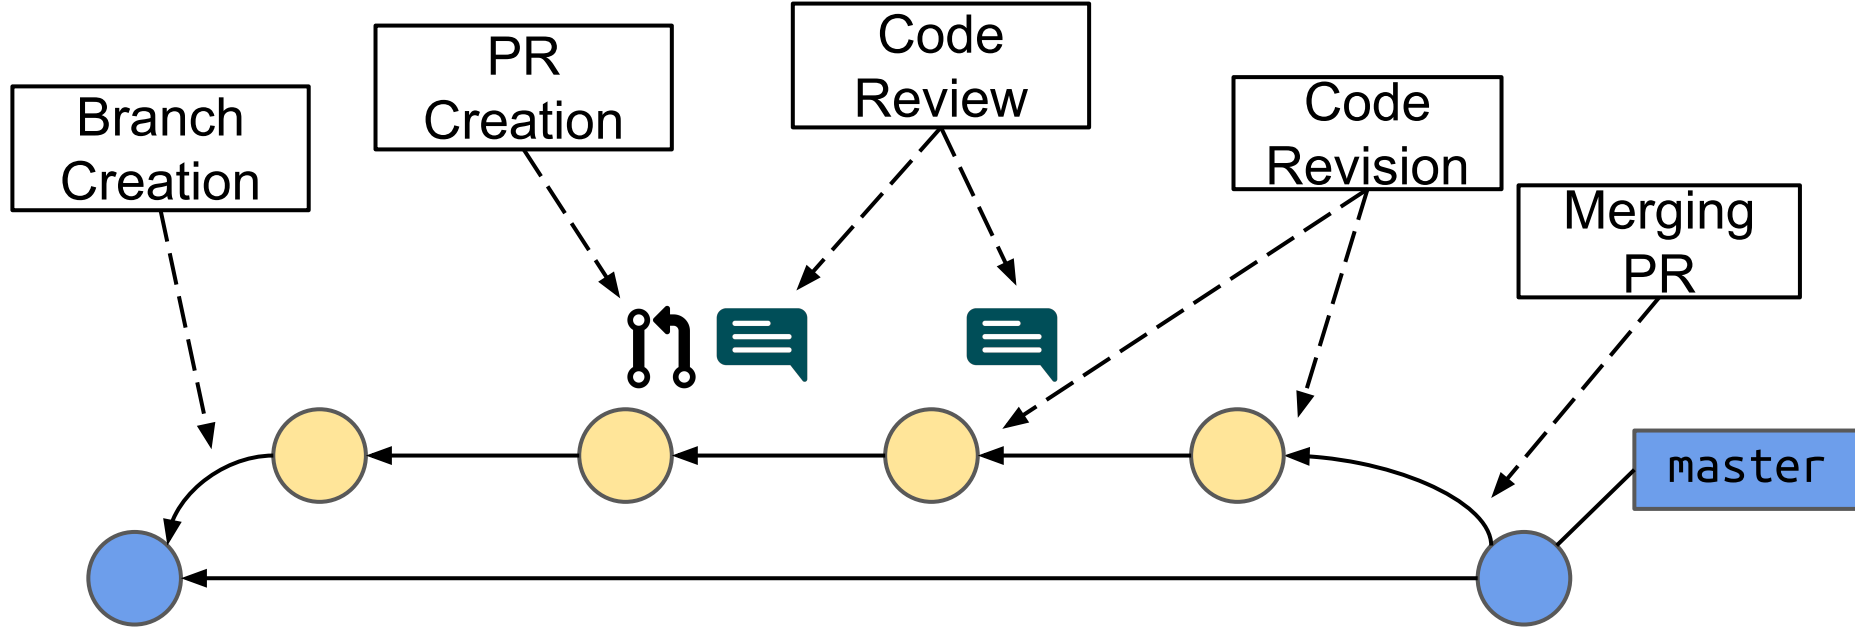 Branch
Creation
PR
Creation
Code
Review
Code
Revision
Merging
PR
master